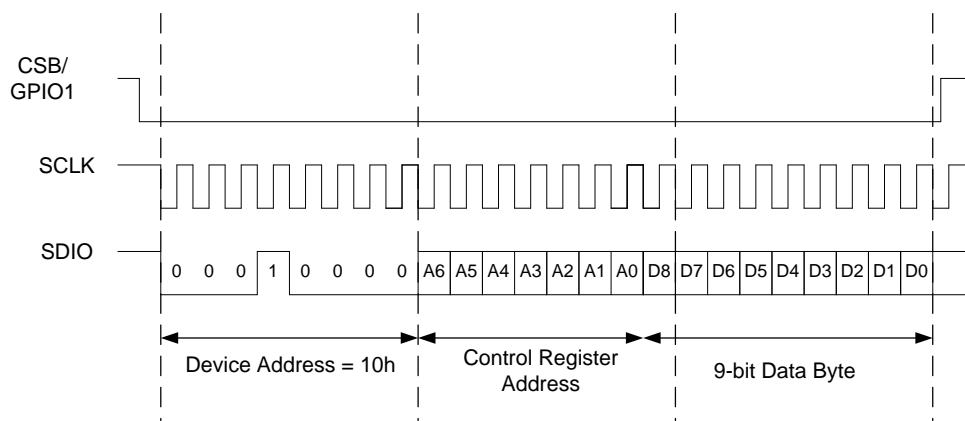 CSB/
GPIO1
SCLK
SDIO
0 0 0 1 0 0 0 0 A6 A5 A4 A3 A2 A1 A0 D8 D7 D6 D5 D4 D3 D2 D1 D0
Device Address = 10h
Control Register
Address
9-bit Data Byte